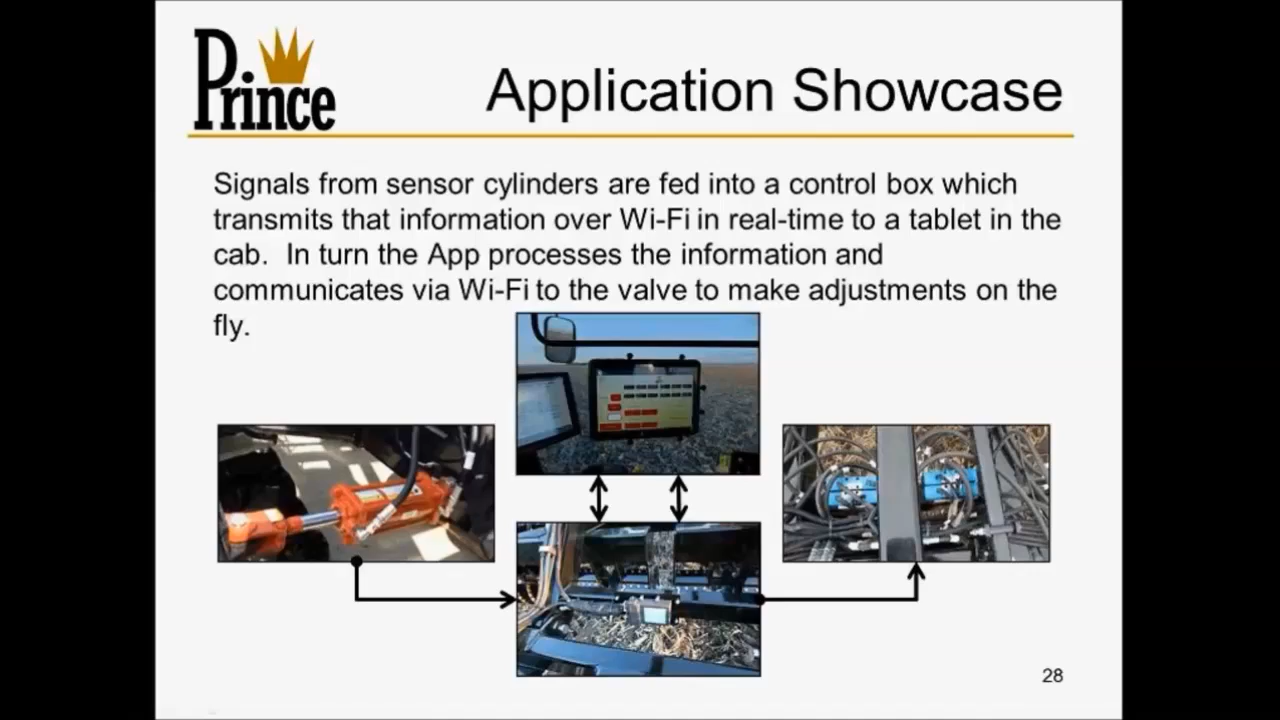 Prince
Application Showcase
Signals from sensor cylinders are fed into a control box which
transmits that information over Wi-Fi in real-time to a tablet in the
cab.  In turn the App processes the information and
communicates via Wi-Fi to the valve to make adjustments on the
fly.
28